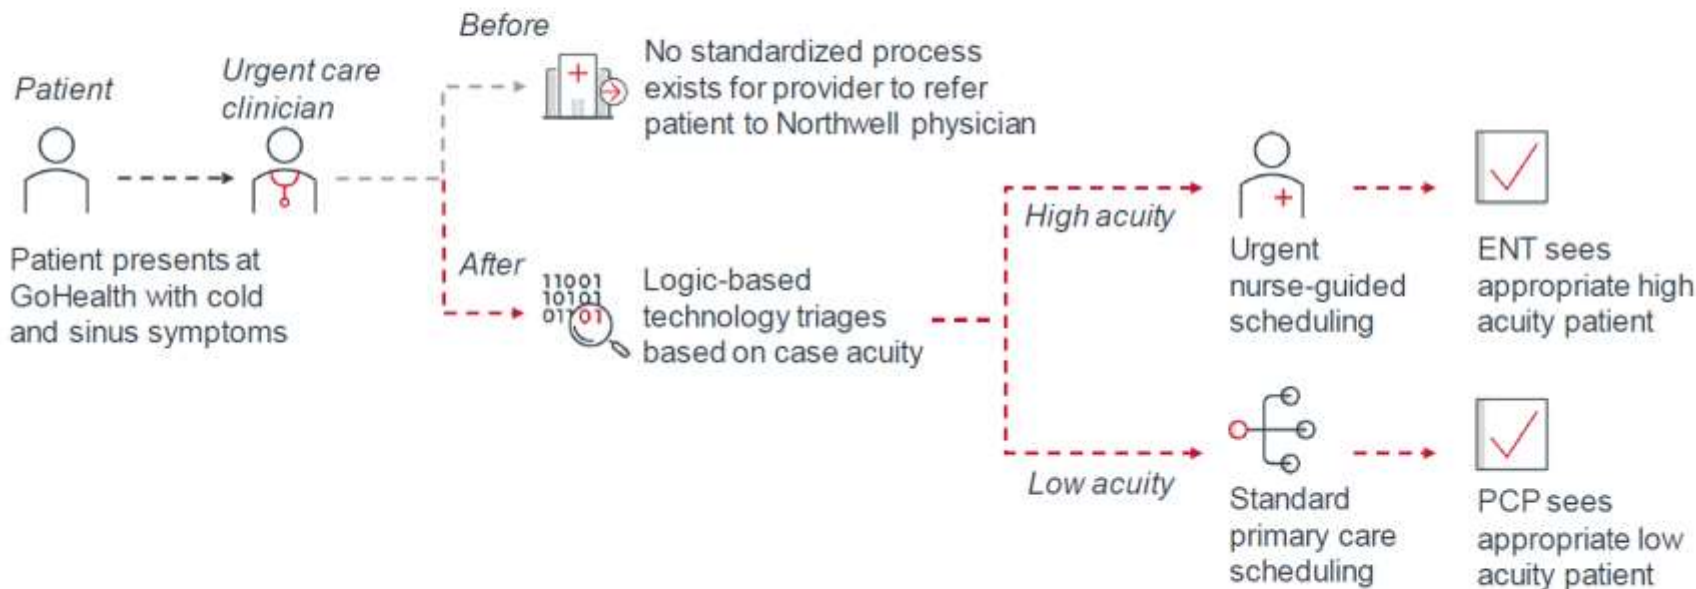 Patient
Patient presents at
GoHealth with cold
and sinus symptoms
Urgent care
clinician
Before
No standardized process
exists for provider to refer
patient to Northwell physician
After
11001
10101
01101
Logic-based
technology triages
based on case acuity
High acuity
Urgent
nurse-guided
scheduling
ENT sees
appropriate high
acuity patient
Low acuity
Standard
primary care
scheduling
PCP sees
appropriate low
acuity patient